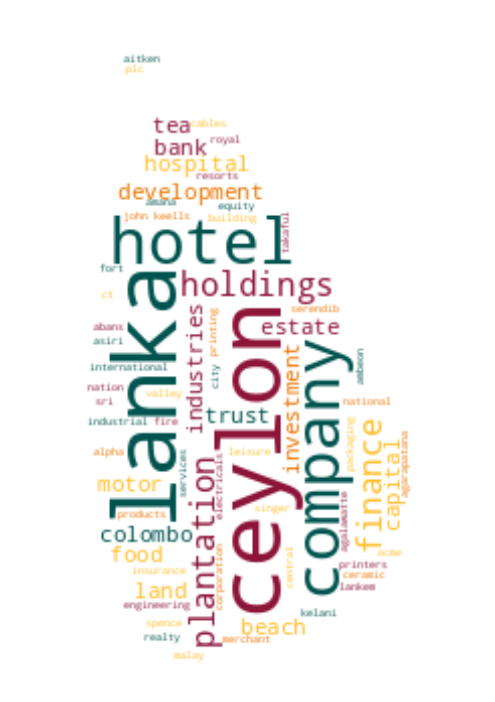 aitken
plc
tea
cables
bank
royal
hospital
resorts
development
amana
equity
john keells
building
takaful
hotel
fort
lanka
holdings
ct
serendib
industries
printing
ceylon
estate
abans
asiri
city
investment
company
ambeon
international
nation
valley
sri
trust
national
industrial
fire
packaging
finance
capital
agarapatana
alpha
services
plantation
electricals
leisure
motor
products
singer
agalawatte
colombo
food
corporation
central
acme
insurance
printers
ceramic
land
lankem
engineering
spence
beach
kelani
realty
merchant
malay